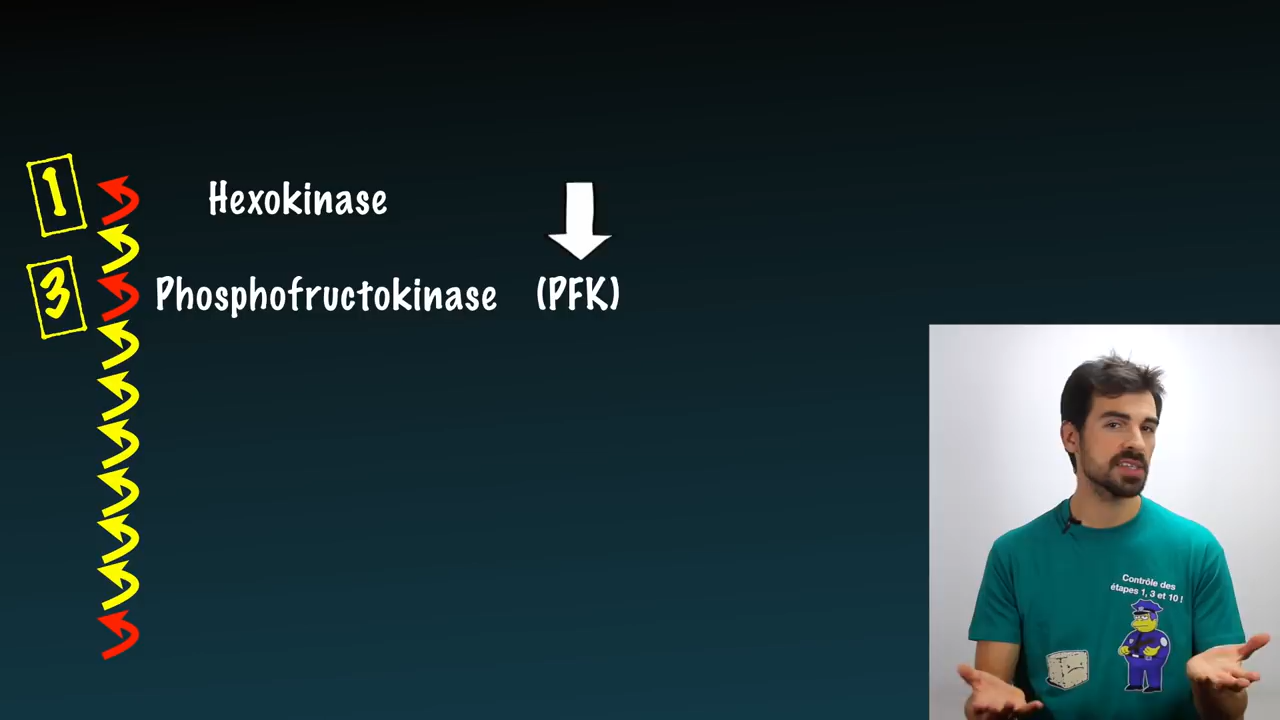 1 Hexokinase
3 Phosphofructokinase (PFK)
Contrôle des
étapes 1, 3 et 10 !